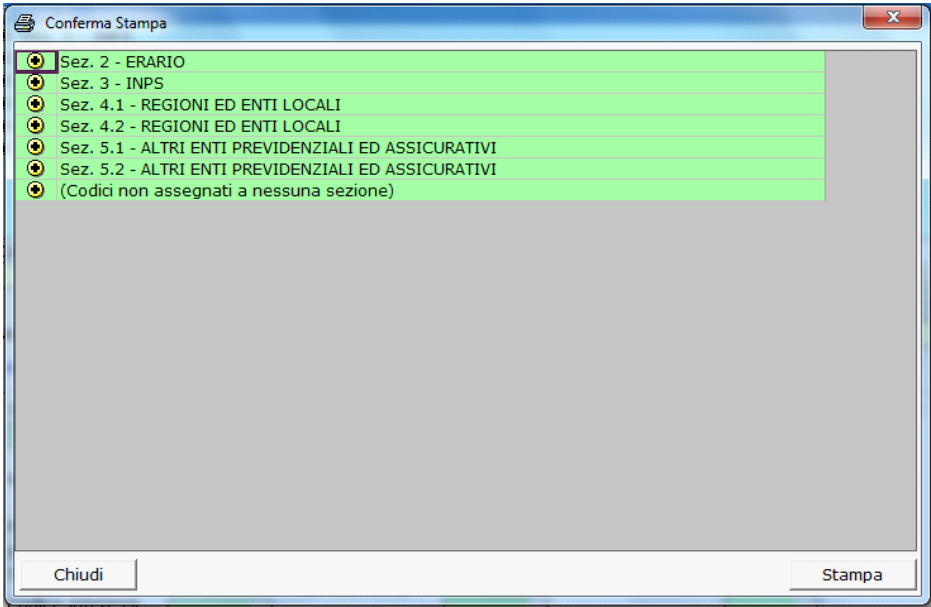 Conferma Stampa
Sez. 2 - ERARIO
Sez. 3 - INPS
Sez. 4.1 - REGIONI ED ENTI LOCALI
Sez. 4.2 - REGIONI ED ENTI LOCALI
Sez. 5.1 - ALTRI ENTI PREVIDENZIALI ED ASSICURATIVI
Sez. 5.2 - ALTRI ENTI PREVIDENZIALI ED ASSICURATIVI
(Codici non assegnati a nessuna sezione)
Chiudi
Stampa